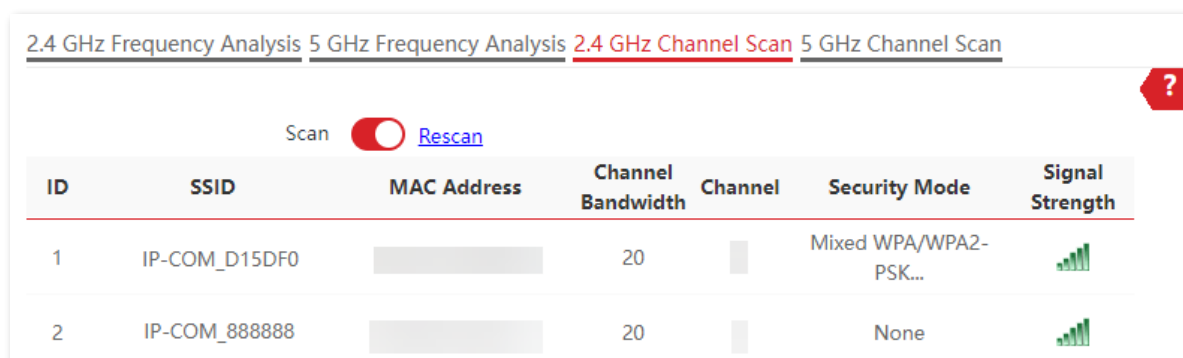 2.4 GHz Frequency Analysis 5 GHz Frequency Analysis 2.4 GHz Channel Scan 5 GHz Channel Scan
?
Scan Rescan
ID SSID MAC Address Channel Bandwidth Channel Security Mode Signal Strength
1 IP-COM_D15DF0 20 Mixed WPA/WPA2-PSK...
2 IP-COM_888888 20 None